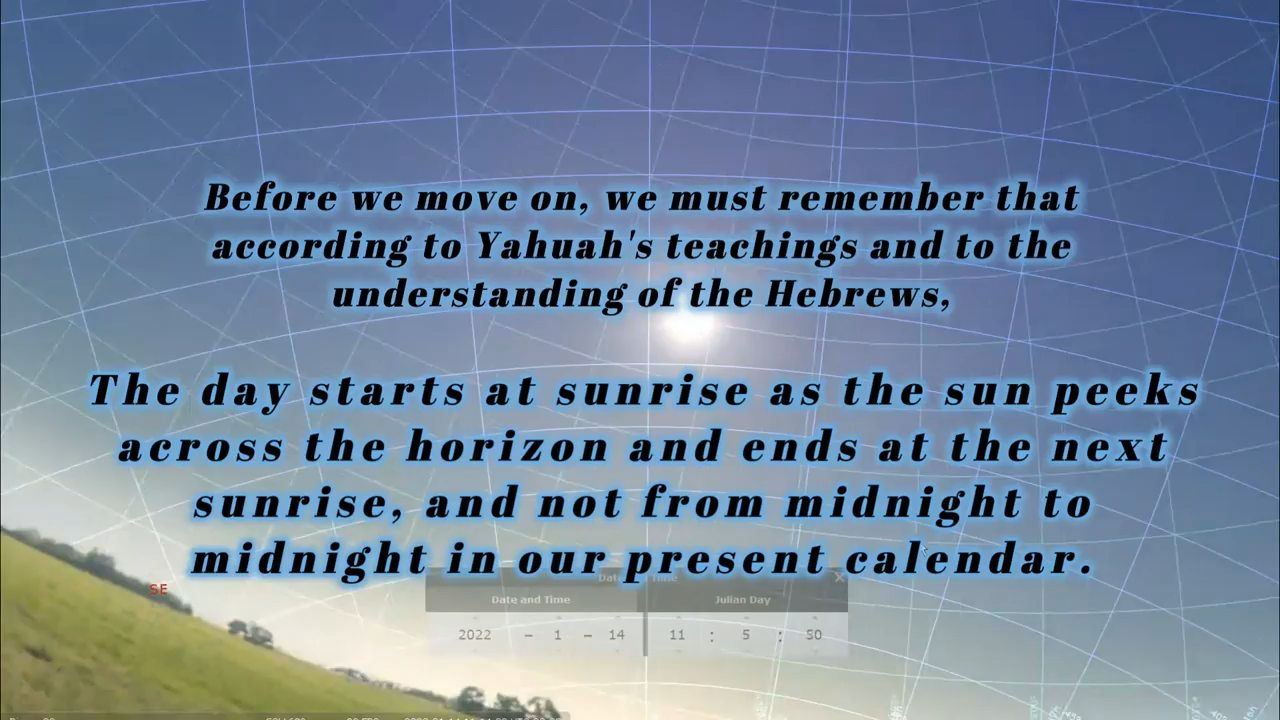 Before we move on, we must remember that
according to Yahuah's teachings and to the
understanding of the Hebrews,
The day starts at sunrise as the sun peeks
across the horizon and ends at the next
sunrise, and not from midnight to
midnight in our present calendar.
SE
Date and Time Julian Day
2022 – 1 – 14 11 : 5 : 50